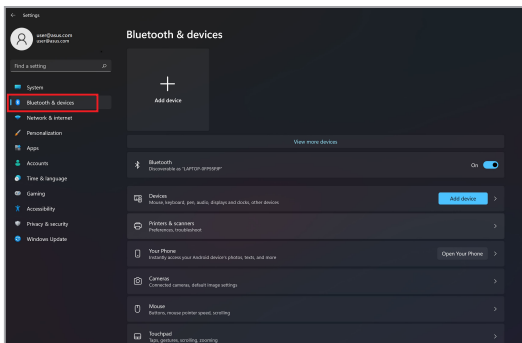 Settings
user@asus.com
user@asus.com
Find a setting
System
Bluetooth & devices
Network & internet
Personalization
Apps
Accounts
Time & language
Gaming
Accessibility
Privacy & security
Windows Update
Bluetooth & devices
Add device
View more devices
Bluetooth
Discoverable as "LAPTOP-0FP95P8P"
On
Devices
Mouse, keyboard, pen, audio, displays and docks, other devices
Add device
Printers & scanners
Preferences, troubleshoot
Your Phone
Instantly access your Android device's photos, texts, and more
Open Your Phone
Cameras
Connected cameras, default image settings
Mouse
Buttons, mouse pointer speed, scrolling
Touchpad
Taps, gestures, scrolling, zooming